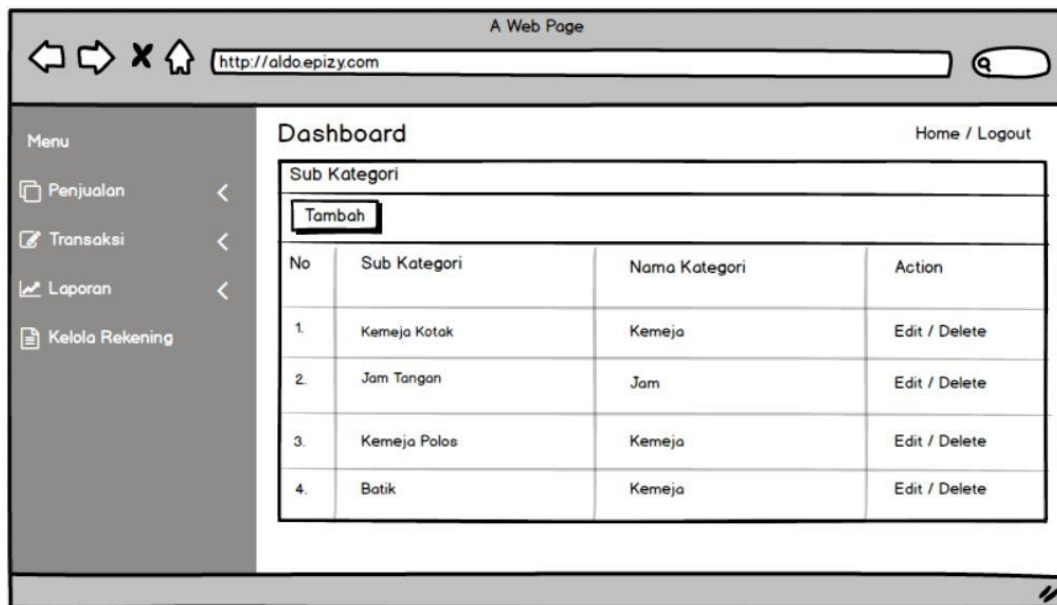 A Web Page
http://aldo.epizy.com
Menu
Penjualan
Transaksi
Laporan
Kelola Rekening
Dashboard
Home / Logout
Sub Kategori
Tambah
No Sub Kategori Nama Kategori Action
1. Kemeja Kotak Kemeja Edit / Delete
2. Jam Tangan Jam Edit / Delete
3. Kemeja Polos Kemeja Edit / Delete
4. Batik Kemeja Edit / Delete